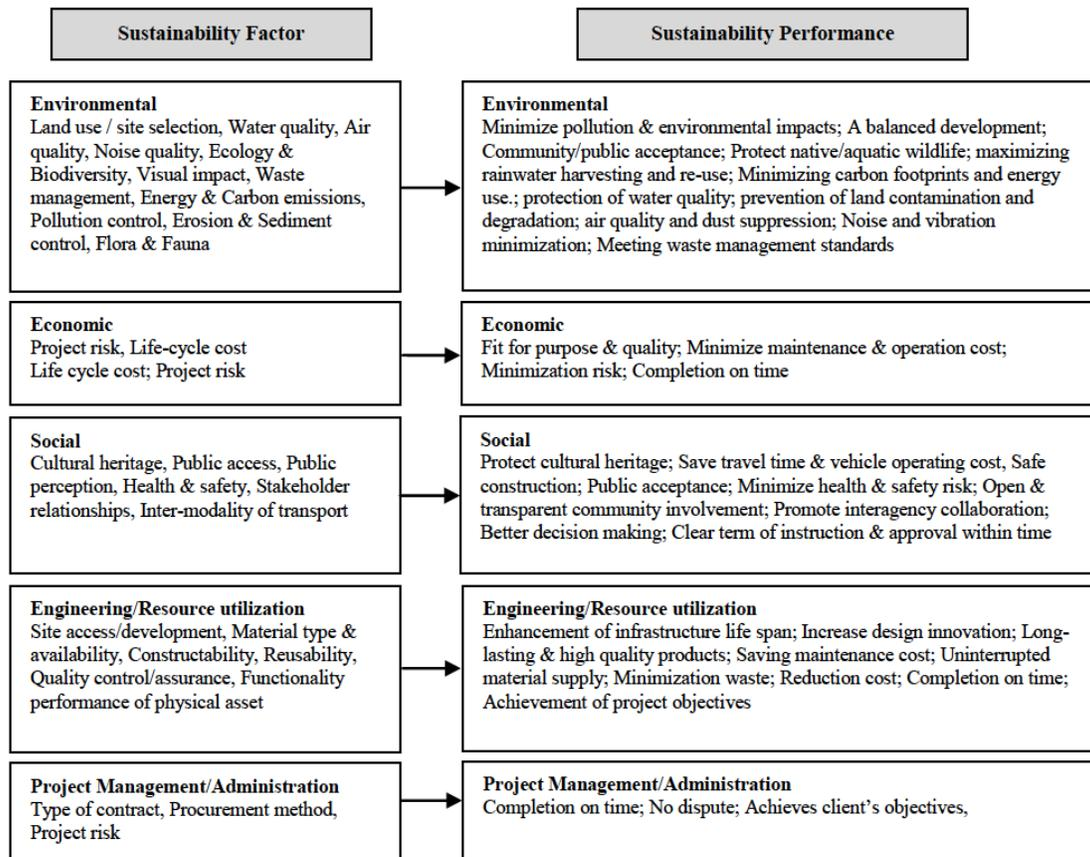 Sustainability Factor
Sustainability Performance
Environmental
Land use / site selection, Water quality, Air
quality, Noise quality, Ecology &
Biodiversity, Visual impact, Waste
management, Energy & Carbon emissions,
Pollution control, Erosion & Sediment
control, Flora & Fauna
Environmental
Minimize pollution & environmental impacts; A balanced development;
Community/public acceptance; Protect native/aquatic wildlife; maximizing
rainwater harvesting and re-use; Minimizing carbon footprints and energy
use.; protection of water quality; prevention of land contamination and
degradation; air quality and dust suppression; Noise and vibration
minimization; Meeting waste management standards
Economic
Project risk, Life-cycle cost
Life cycle cost; Project risk
Economic
Fit for purpose & quality; Minimize maintenance & operation cost;
Minimization risk; Completion on time
Social
Cultural heritage, Public access, Public
perception, Health & safety, Stakeholder
relationships, Inter-modality of transport
Social
Protect cultural heritage; Save travel time & vehicle operating cost, Safe
construction; Public acceptance; Minimize health & safety risk; Open &
transparent community involvement; Promote interagency collaboration;
Better decision making; Clear term of instruction & approval within time
Engineering/Resource utilization
Site access/development, Material type &
availability, Constructability, Reusability,
Quality control/assurance, Functionality
performance of physical asset
Engineering/Resource utilization
Enhancement of infrastructure life span; Increase design innovation; Long-
lasting & high quality products; Saving maintenance cost; Uninterrupted
material supply; Minimization waste; Reduction cost; Completion on time;
Achievement of project objectives
Project Management/Administration
Type of contract, Procurement method,
Project risk
Project Management/Administration
Completion on time; No dispute; Achieves client’s objectives,